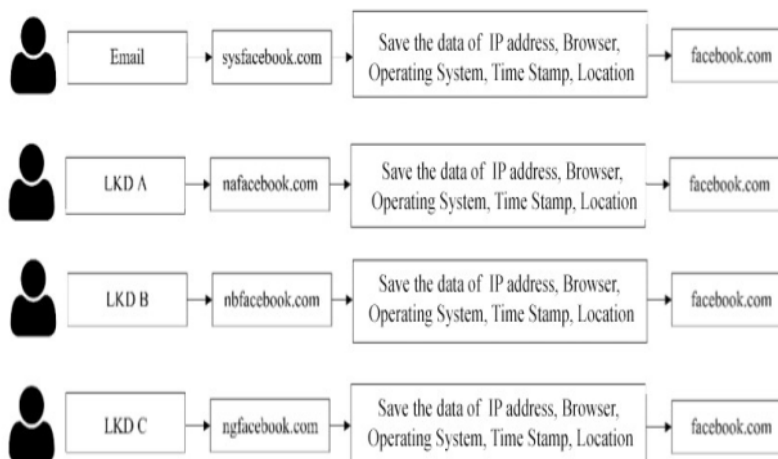 Email
sysfacebook.com
Save the data of IP address, Browser,
Operating System, Time Stamp, Location
facebook.com
LKD A
nafacebook.com
Save the data of IP address, Browser,
Operating System, Time Stamp, Location
facebook.com
LKD B
nbfacebook.com
Save the data of IP address, Browser,
Operating System, Time Stamp, Location
facebook.com
LKD C
ngfacebook.com
Save the data of IP address, Browser,
Operating System, Time Stamp, Location
facebook.com